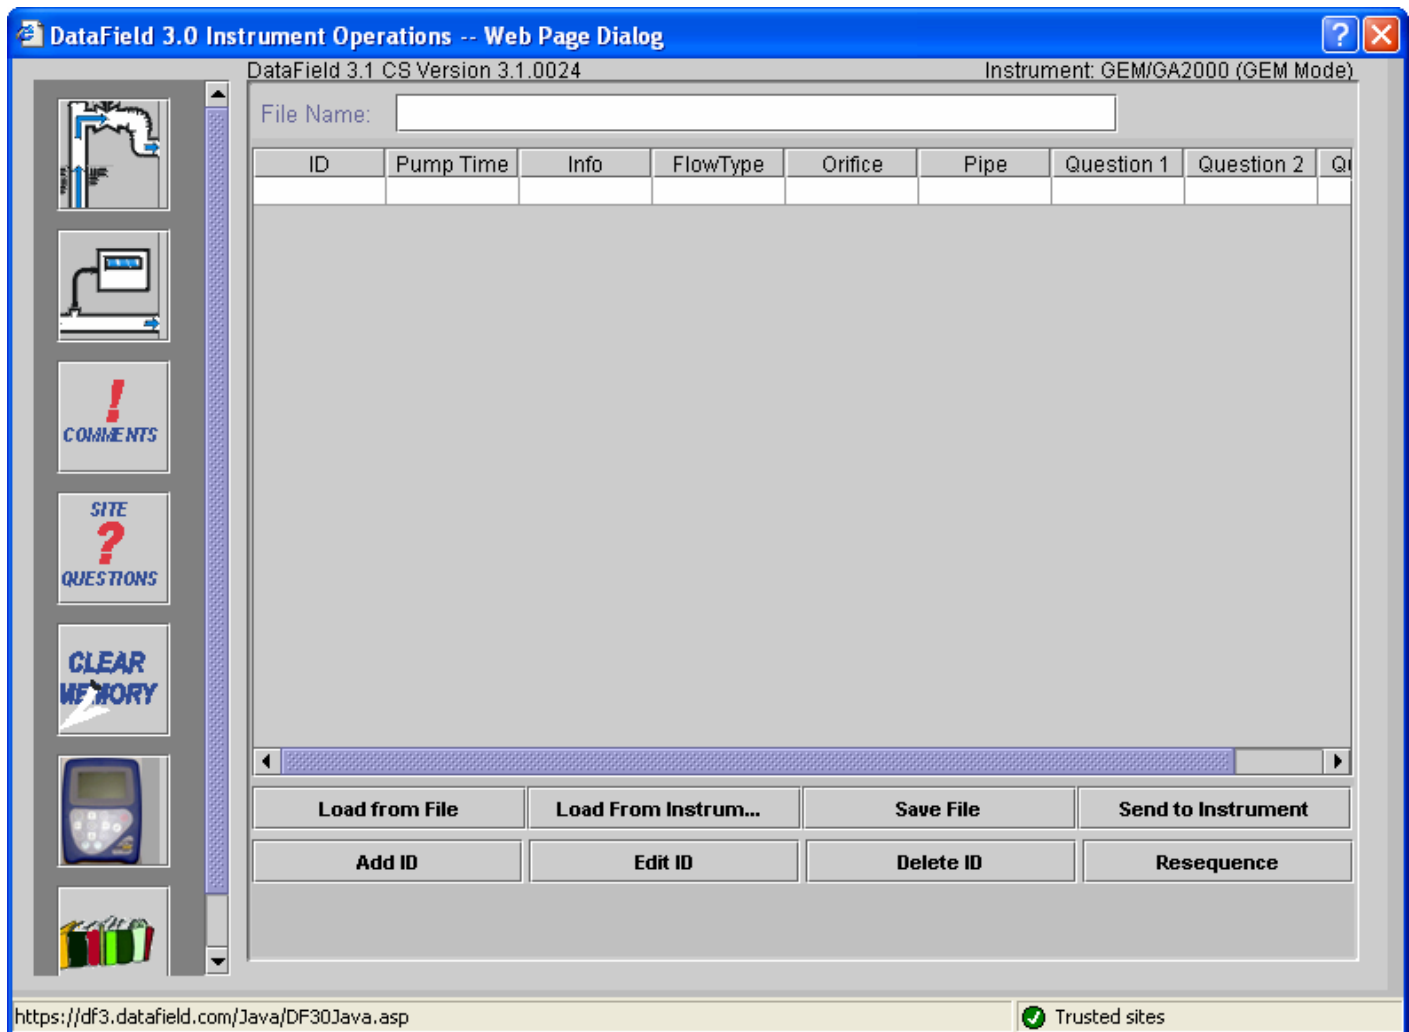 DataField 3.0 Instrument Operations -- Web Page Dialog
DataField 3.1 CS Version 3.1.0024 Instrument: GEM/GA2000 (GEM Mode)
File Name:
ID Pump Time Info FlowType Orifice Pipe Question 1 Question 2
! COMMENTS
SITE
?
QUESTIONS
CLEAR
MEMORY
Load from File Load From Instrum... Save File Send to Instrument
Add ID Edit ID Delete ID Resequence
https://df3.datafield.com/Java/DF30Java.asp Trusted sites